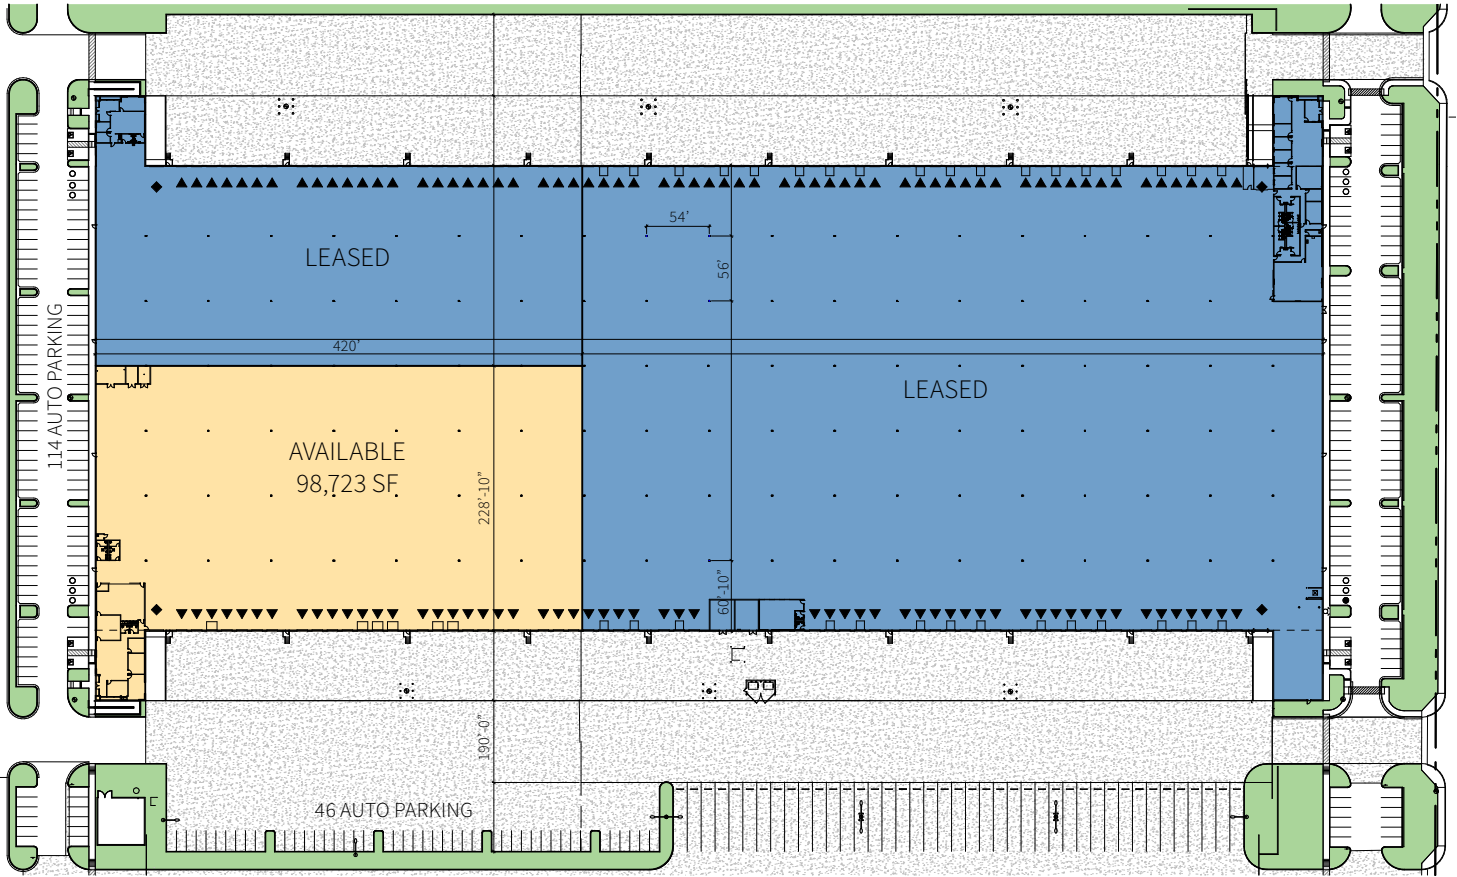 54’
LEASED
56’
420’
LEASED
114 AUTO PARKING
AVAILABLE
98,723 SF
228’-10”
60’-10”
190’-0”
46 AUTO PARKING